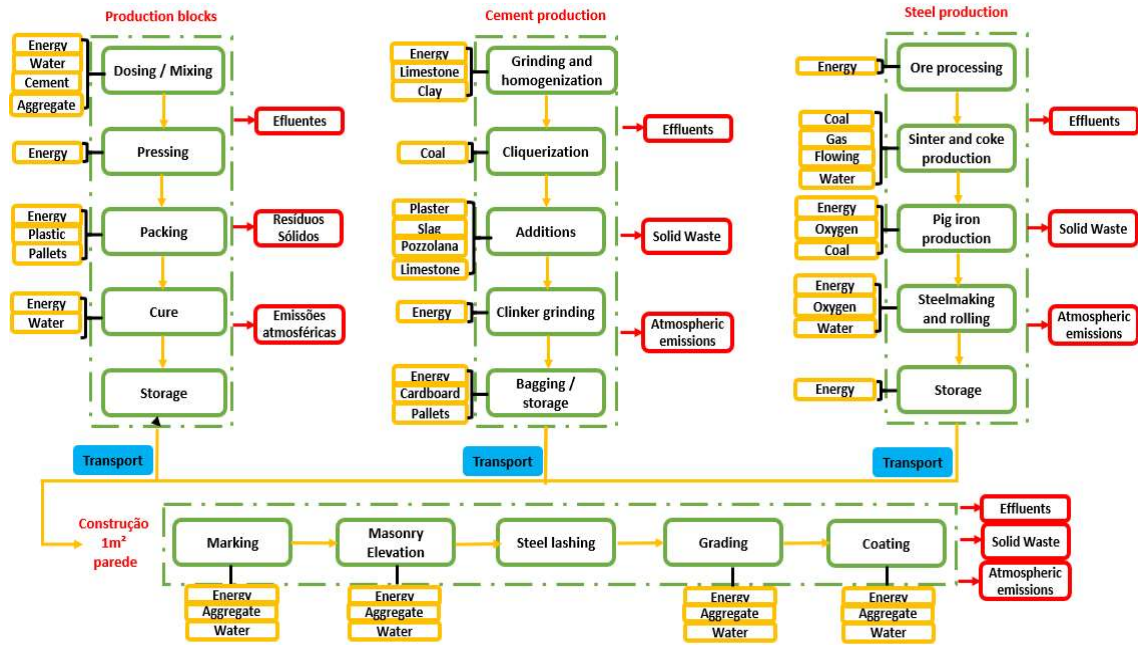 Production blocks
Energy
Water
Cement
Aggregate
Dosing / Mixing
Efluentes
Energy
Pressing
Energy
Plastic
Pallets
Packing
Resíduos
Sólidos
Energy
Water
Cure
Emissões
atmosféricas
Storage
Transport
Cement production
Energy
Limestone
Clay
Grinding and
homogenization
Effluents
Coal
Cliquerization
Plaster
Slag
Pozzolana
Limestone
Additions
Solid Waste
Energy
Clinker grinding
Atmospheric
emissions
Energy
Cardboard
Pallets
Bagging /
storage
Transport
Steel production
Energy
Ore processing
Effluents
Coal
Gas
Flowing
Water
Sinter and coke
production
Energy
Oxygen
Coal
Pig iron
production
Solid Waste
Energy
Oxygen
Water
Steelmaking
and rolling
Atmospheric
emissions
Energy
Storage
Transport
Construção
1m²
parede
Marking
Energy
Aggregate
Water
Masonry
Elevation
Energy
Aggregate
Water
Steel lashing
Grading
Energy
Aggregate
Water
Coating
Energy
Aggregate
Water
Effluents
Solid Waste
Atmospheric
emissions